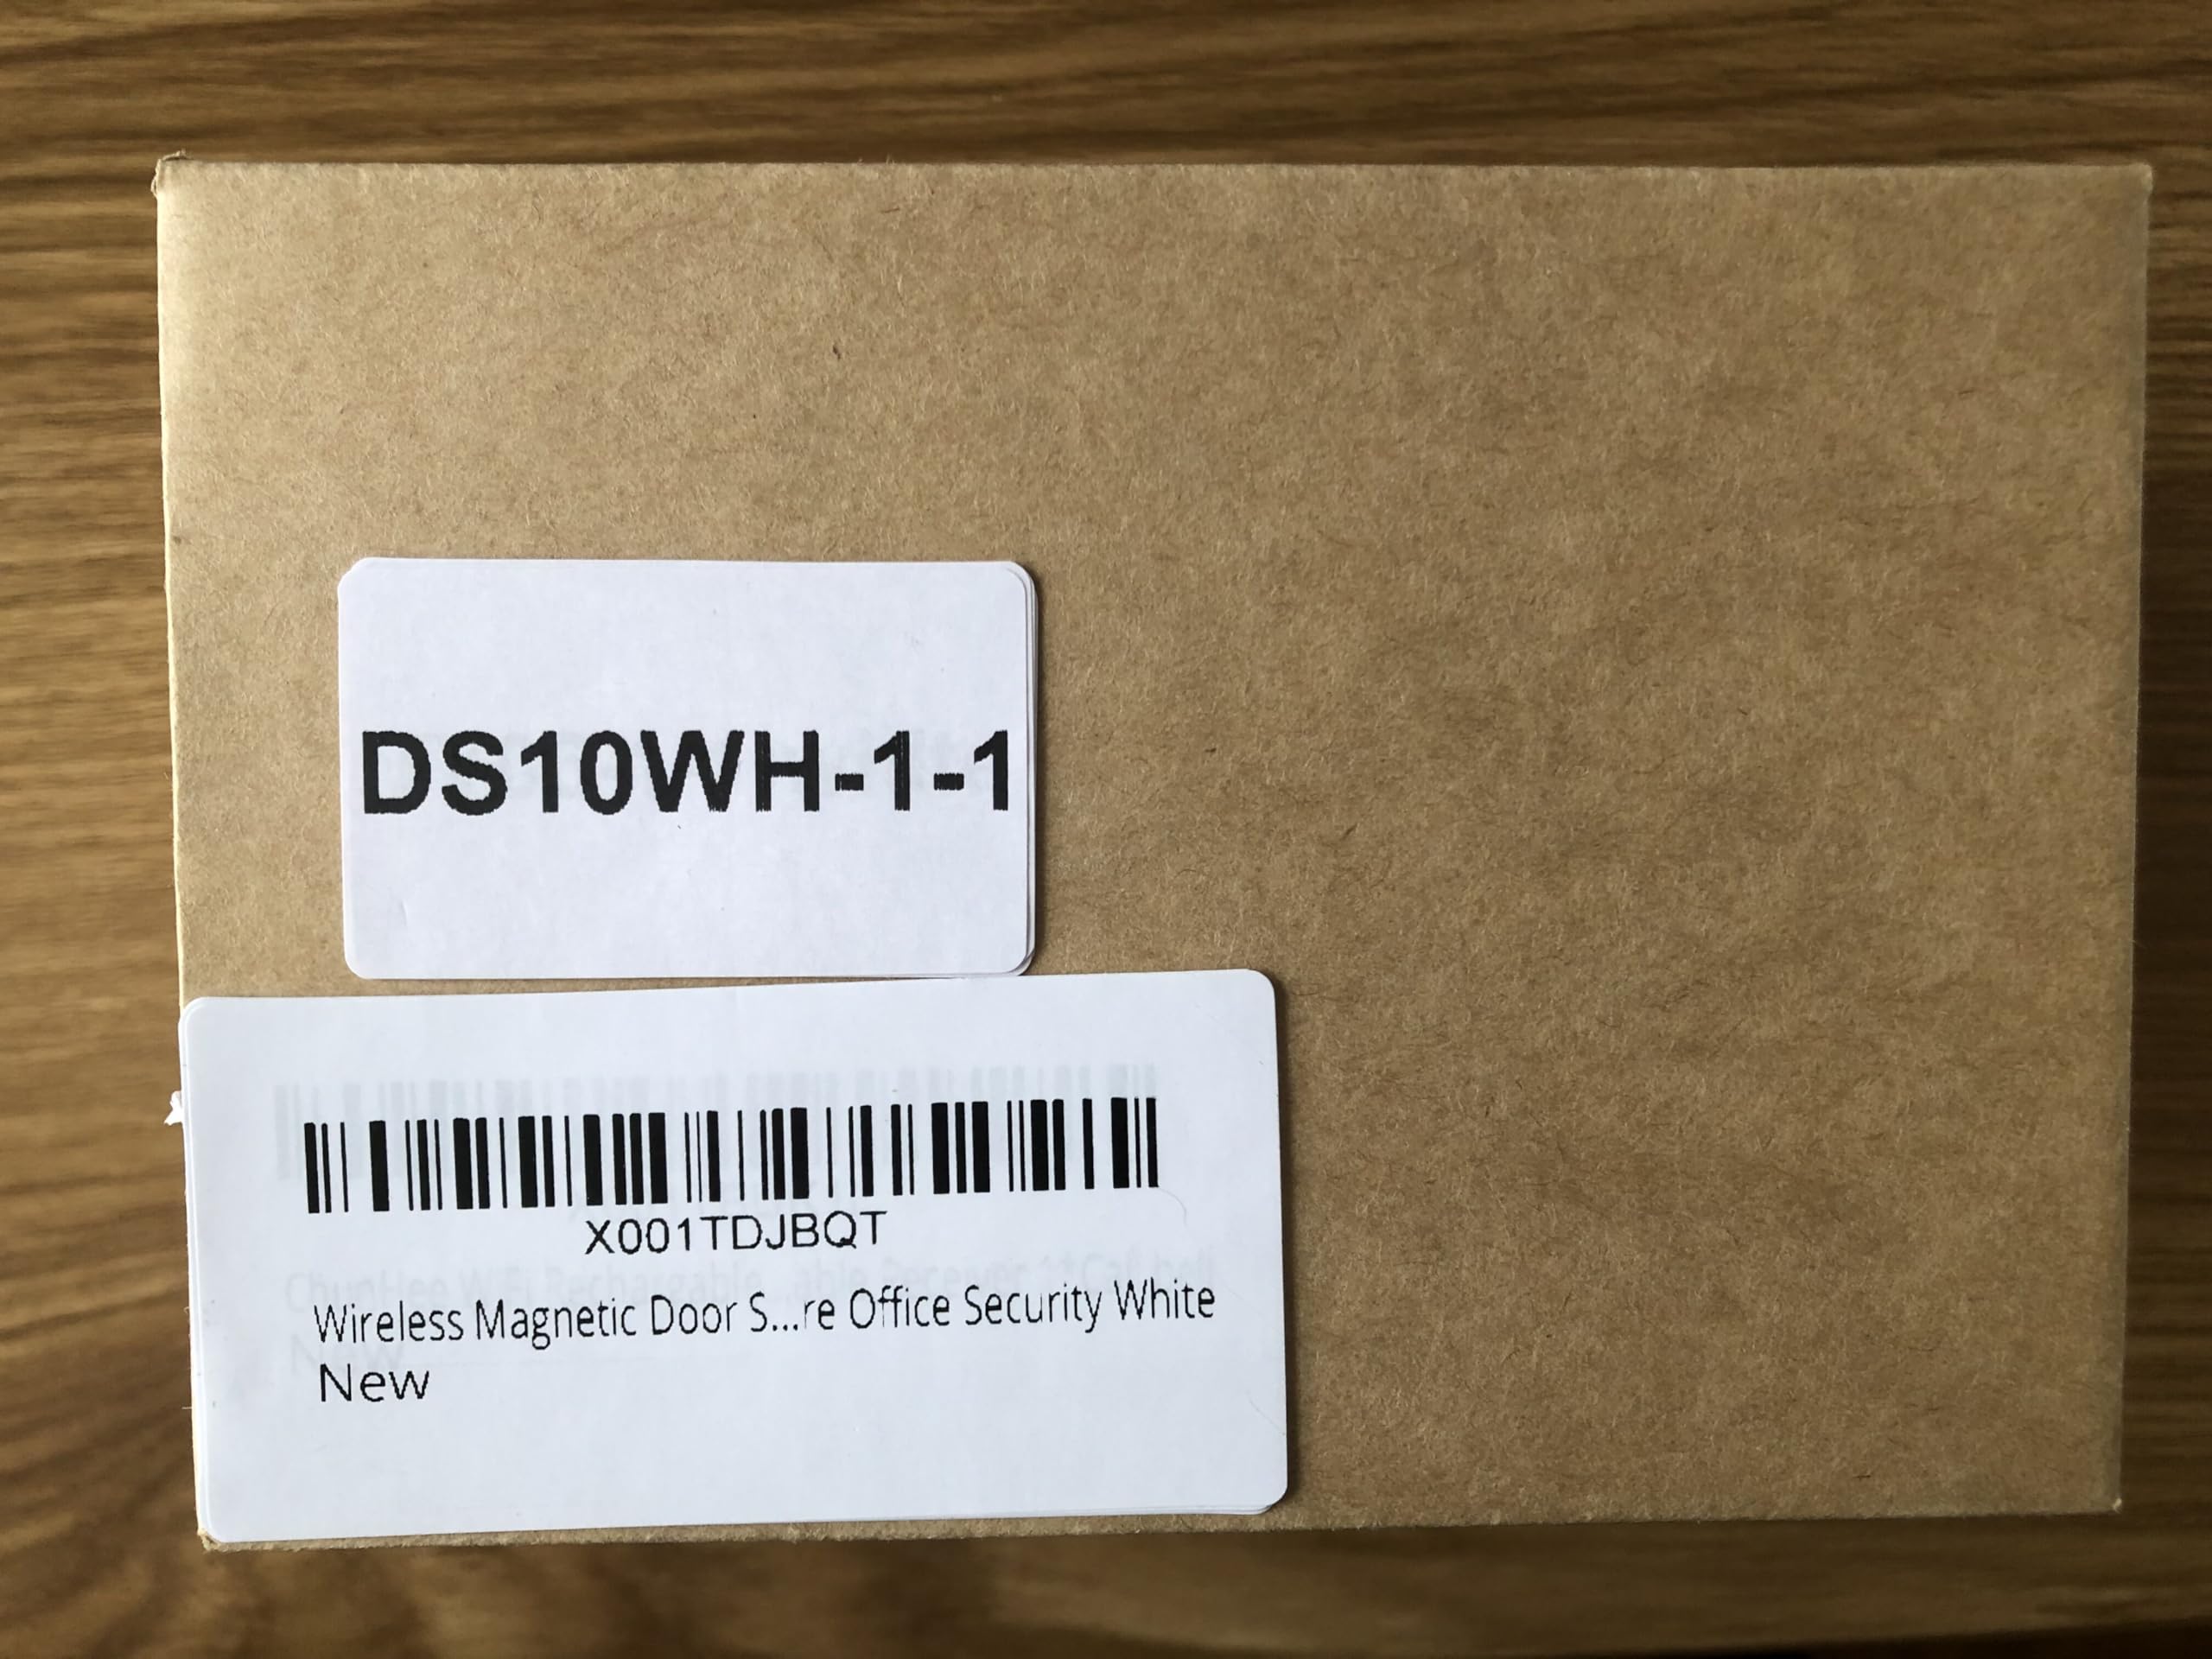 DS10WH-1-1
X001TDJBQT
Wireless Magnetic Door S...re Office Security White
New